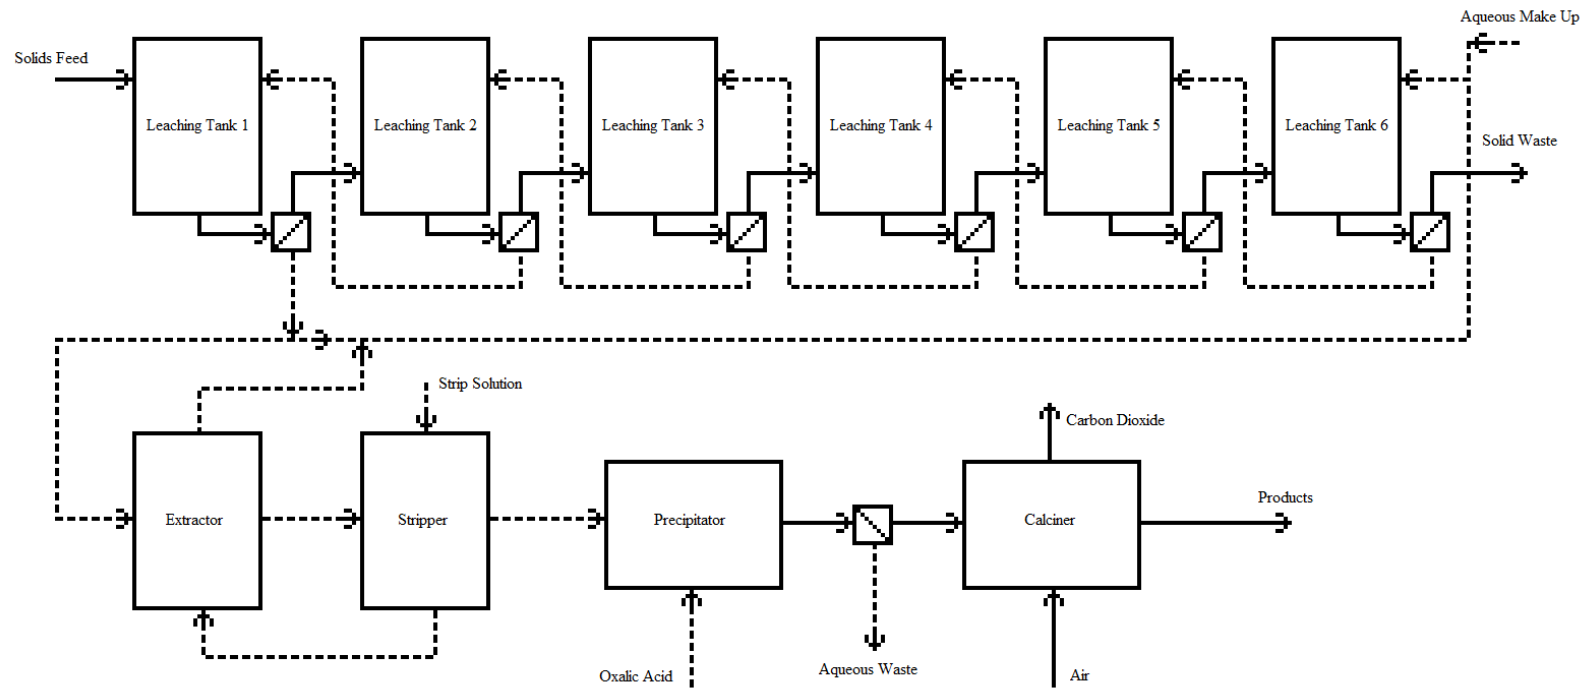 Aqueous Make Up
Solids Feed
Leaching Tank 1
Leaching Tank 2
Leaching Tank 3
Leaching Tank 4
Leaching Tank 5
Leaching Tank 6
Solid Waste
Strip Solution
Carbon Dioxide
Extractor
Stripper
Precipitator
Calciner
Products
Oxalic Acid
Aqueous Waste
Air